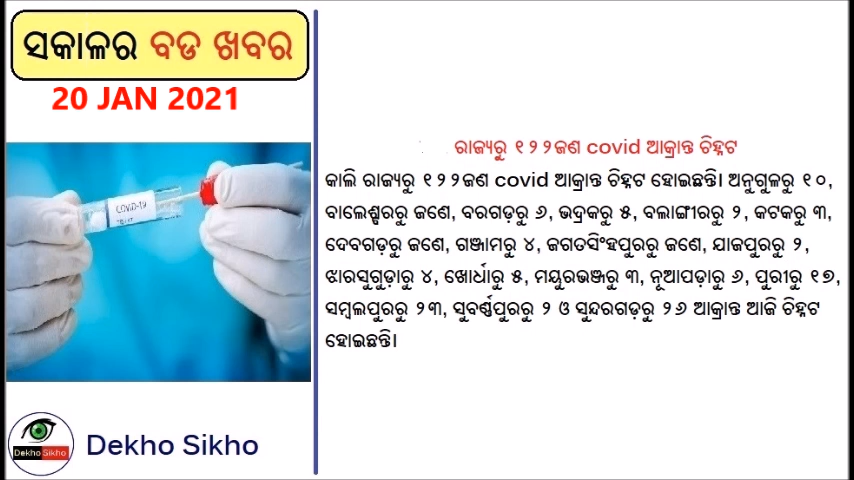 ସକାଳର ବଡ ଖବର
20 JAN 2021
COVID-19
TEST
Dekho Sikho
Dekho Sikho
ରାଜ୍ୟରୁ ୧୨୨ଜଣ covid ଆକ୍ରାନ୍ତ ଚିହ୍ନଟ
କାଲି ରାଜ୍ୟରୁ ୧୨୨ଜଣ covid ଆକ୍ରାନ୍ତ ଚିହ୍ନଟ ହୋଇଛନ୍ତି। ଅନୁଗୁଳରୁ ୧୦,
ବାଲେଶ୍ଵରରୁ ଜଣେ, ବରଗଡ଼ରୁ ୬, ଭଦ୍ରକରୁ ୫, ବଲାଙ୍ଗୀରରୁ ୨, କଟକରୁ ୩,
ଦେବଗଡ଼ରୁ ଜଣେ, ଗଞ୍ଜାମରୁ ୪, ଜଗତସିଂହପୁରରୁ ଜଣେ, ଯାଜପୁରରୁ ୨,
ଝାରସୁଗୁଡ଼ାରୁ ୪, ଖୋର୍ଧାରୁ ୫, ମୟୂରଭଞ୍ଜରୁ ୩, ନୂଆପଡ଼ାରୁ ୬, ପୁରୀରୁ ୧୭,
ସମ୍ବଲପୁରରୁ ୨୩, ସୁବର୍ଣ୍ଣପୁରରୁ ୨ ଓ ସୁନ୍ଦରଗଡ଼ରୁ ୨୬ ଆକ୍ରାନ୍ତ ଆଜି ଚିହ୍ନଟ
ହୋଇଛନ୍ତି।